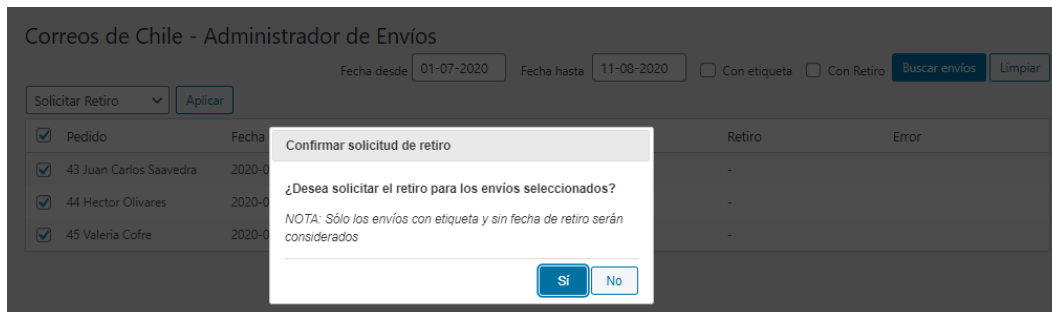 Correos de Chile - Administrador de Envíos
Fecha desde 01-07-2020 Fecha hasta 11-08-2020 Con etiqueta Con Retiro Buscar envíos Limpiar
Solicitar Retiro Aplicar
Pedido Fecha Retiro Error
43 Juan Carlos Saavedra 2020-0 -
44 Hector Olivares 2020-0 -
45 Valeria Cofre 2020-0 -
Confirmar solicitud de retiro
¿Desea solicitar el retiro para los envíos seleccionados?
NOTA: Sólo los envíos con etiqueta y sin fecha de retiro serán
considerados
Sí No